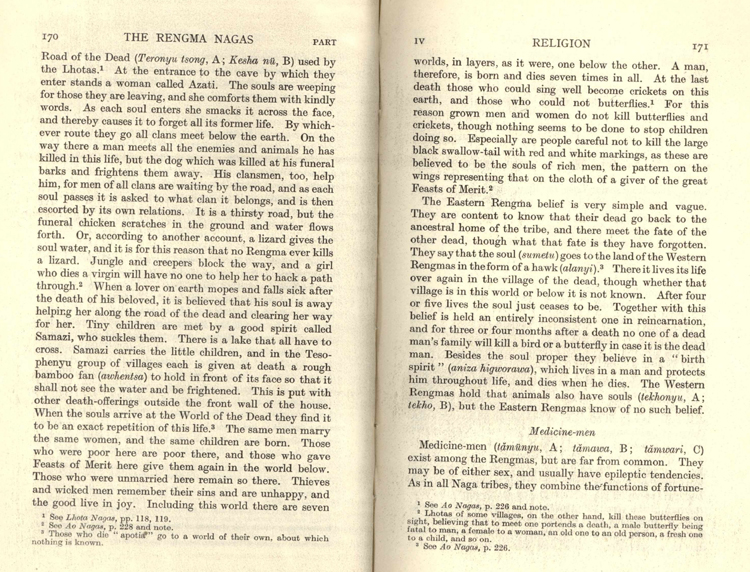 170 THE RENGMA NAGAS PART
Road of the Dead (Teronyu tsong, A; Kesha nü, B) used by
the Lhotas.¹ At the entrance to the cave by which they
enter stands a woman called Azati. The souls are weeping
for those they are leaving, and she comforts them with kindly
words. As each soul enters she smacks it across the face,
and thereby causes it to forget all its former life. By which-
ever route they go all clans meet below the earth. On the
way there a man meets all the enemies and animals he has
killed in this life, but the dog which was killed at his funeral
barks and frightens them away. His clansmen, too, help
him, for men of all clans are waiting by the road, and as each
soul passes it is asked to what clan it belongs, and is then
escorted by its own relations. It is a thirsty road, but the
funeral chicken scratches in the ground and water flows
forth. Or, according to another account, a lizard gives the
soul water, and it is for this reason that no Rengma ever kills
a lizard. Jungle and creepers block the way, and a girl
who dies a virgin will have no one to help her to hack a path
through.² When a lover on earth mopes and falls sick after
the death of his beloved, it is believed that his soul is away
helping her along the road of the dead and clearing her way
for her. Tiny children are met by a good spirit called
Samazi, who suckles them. There is a lake that all have to
cross. Samazi carries the little children, and in the Teso-
phenyu group of villages each is given at death a rough
bamboo fan (awhentsa) to hold in front of its face so that it
shall not see the water and be frightened. This is put with
other death-offerings outside the front wall of the house.
When the souls arrive at the World of the Dead they find it
to be an exact repetition of this life.³ The same men marry
the same women, and the same children are born. Those
who were poor here are poor there, and those who gave
Feasts of Merit here give them again in the world below.
Those who were unmarried here remain so there. Thieves
and wicked men remember their sins and are unhappy, and
the good live in joy. Including this world there are seven
¹ See Lhota Nagas, pp. 118, 119.
² See Ao Nagas, p. 228 and note.
³ Those who die "apotia" go to a world of their own, about which
nothing is known.
IV RELIGION 171
worlds, in layers, as it were, one below the other. A man,
therefore, is born and dies seven times in all. At the last
death those who could sing well become crickets on this
earth, and those who could not butterflies.¹ For this
reason grown men and women do not kill butterflies and
crickets, though nothing seems to be done to stop children
doing so. Especially are people careful not to kill the large
black swallow-tail with red and white markings, as these are
believed to be the souls of rich men, the pattern on the
wings representing that on the cloth of a giver of the great
Feasts of Merit.²
The Eastern Rengma belief is very simple and vague.
They are content to know that their dead go back to the
ancestral home of the tribe, and there meet the fate of the
other dead, though what that fate is they have forgotten.
They say that the soul (sumetu) goes to the land of the Western
Rengmas in the form of a hawk (alanyi).³ There it lives its life
over again in the village of the dead, though whether that
village is in this world or below it is not known. After four
or five lives the soul just ceases to be. Together with this
belief is held an entirely inconsistent one in reincarnation,
and for three or four months after a death no one of a dead
man's family will kill a bird or a butterfly in case it is the dead
man. Besides the soul proper they believe in a "birth
spirit" (aniza higworawa), which lives in a man and protects
him throughout life, and dies when he dies. The Western
Rengmas hold that animals also have souls (tekhonyu, A;
tekho, B), but the Eastern Rengmas know of no such belief.
Medicine-men
Medicine-men (tāmūnyu, A; tāmawa, B; tāmwari, C)
exist among the Rengmas, but are far from common. They
may be of either sex, and usually have epileptic tendencies.
As in all Naga tribes, they combine the functions of fortune-
¹ See Ao Nagas, p. 226 and note.
² Lhotas of some villages, on the other hand, kill these butterflies on
sight, believing that to meet one portends a death, a male butterfly being
fatal to man, a female to a woman, an old one to an old person, a fresh one
to a child, and so on.
³ See Ao Nagas, p. 226.